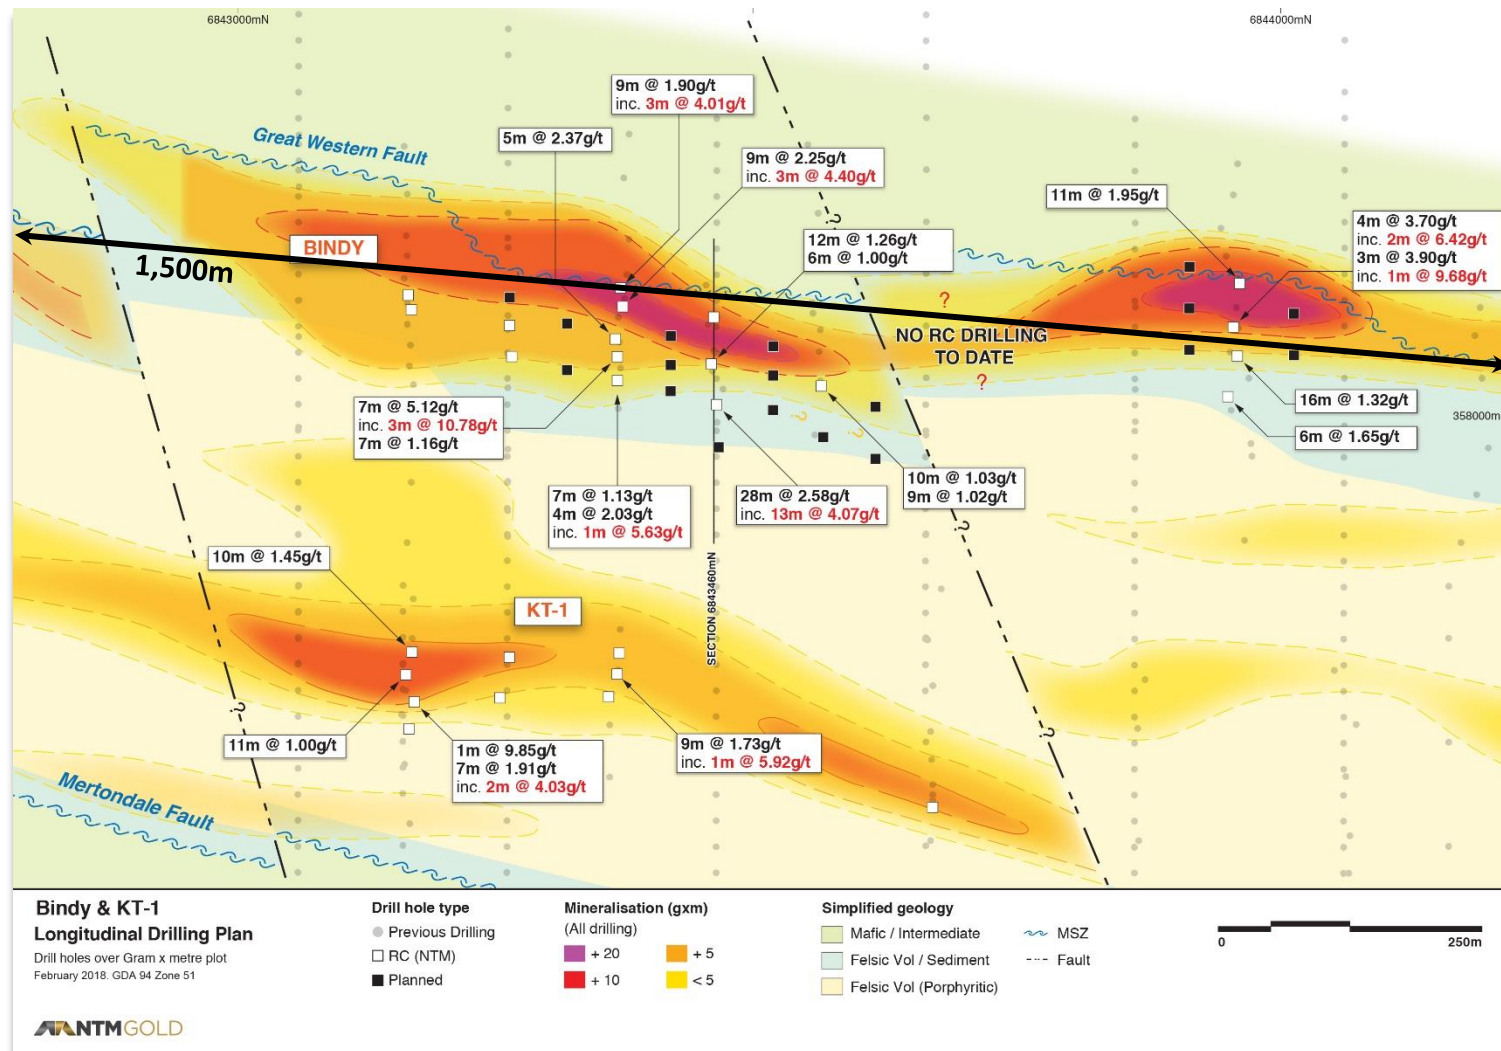 6843000mN
6844000mN
9m @ 1.90g/t
inc. 3m @ 4.01g/t
Great Western Fault
5m @ 2.37g/t
9m @ 2.25g/t
inc. 3m @ 4.40g/t
11m @ 1.95g/t
4m @ 3.70g/t
inc. 2m @ 6.42g/t
3m @ 3.90g/t
inc. 1m @ 9.68g/t
?
12m @ 1.26g/t
6m @ 1.00g/t
BINDY
1,500m
?
NO RC DRILLING
TO DATE
?
16m @ 1.32g/t
358000m
6m @ 1.65g/t
7m @ 5.12g/t
inc. 3m @ 10.78g/t
7m @ 1.16g/t
?
?
10m @ 1.03g/t
9m @ 1.02g/t
7m @ 1.13g/t
4m @ 2.03g/t
inc. 1m @ 5.63g/t
28m @ 2.58g/t
inc. 13m @ 4.07g/t
?
10m @ 1.45g/t
KT-1
SECTION 6843460mN
?
?
11m @ 1.00g/t
1m @ 9.85g/t
7m @ 1.91g/t
inc. 2m @ 4.03g/t
9m @ 1.73g/t
inc. 1m @ 5.92g/t
Mertondale Fault
Bindy & KT-1
Longitudinal Drilling Plan
Drill holes over Gram x metre plot
February 2018. GDA 94 Zone 51
NTMGOLD
Drill hole type
Previous Drilling
RC (NTM)
Planned
Mineralisation (gxm)
(All drilling)
+ 20
+ 5
+ 10
< 5
Simplified geology
Mafic / Intermediate
MSZ
Felsic Vol / Sediment
Fault
Felsic Vol (Porphyritic)
0
250m